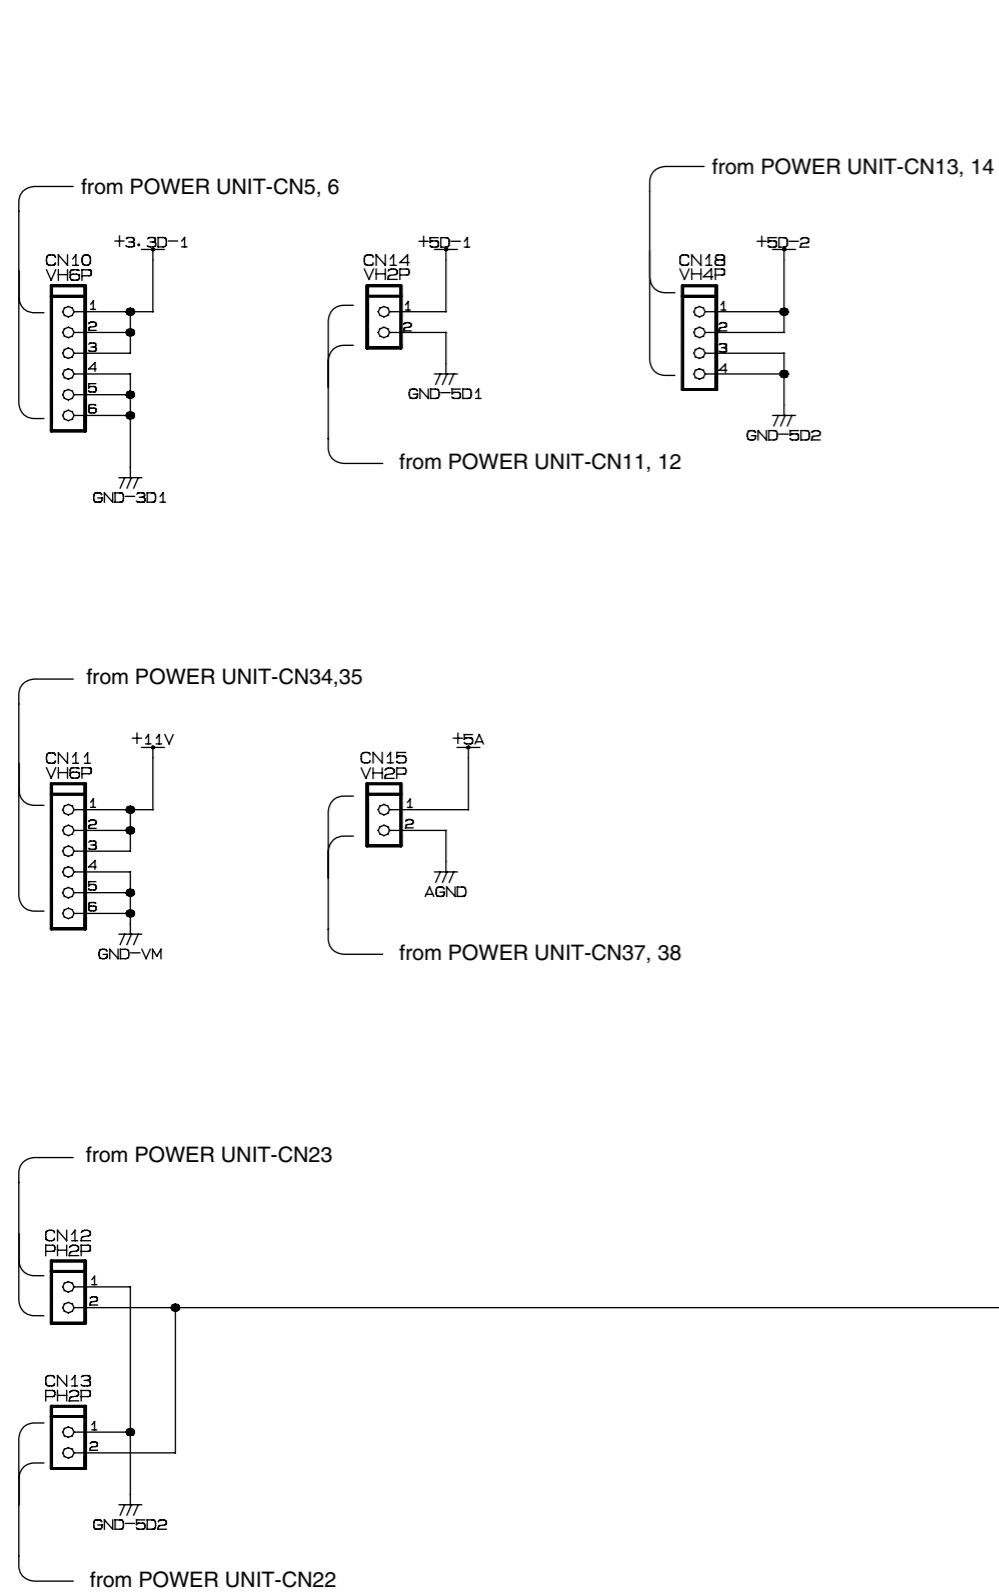 from POWER UNIT-CN5, 6
+3.3D-1
CN10
VH6P
1
2
3
4
5
6
GND-3D1
+5D-1
CN14
VH2P
1
2
GND-5D1
from POWER UNIT-CN11, 12
from POWER UNIT-CN13, 14
+5D-2
CN18
VH4P
1
2
3
4
GND-5D2
from POWER UNIT-CN34,35
+11V
CN11
VH6P
1
2
3
4
5
6
GND-VM
+5A
CN15
VH2P
1
2
AGND
from POWER UNIT-CN37, 38
from POWER UNIT-CN23
CN12
PH2P
1
2
CN13
PH2P
1
2
GND-5D2
from POWER UNIT-CN22